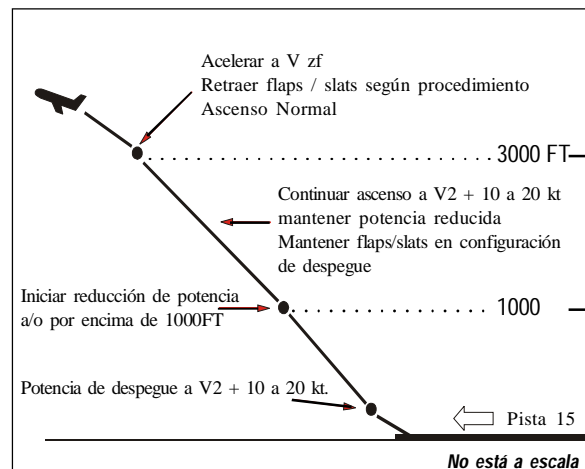 Acelerar a V zf
Retraer flaps / slats según procedimiento
Ascenso Normal
3000 FT
Continuar ascenso a V2 + 10 a 20 kt
mantener potencia reducida
Mantener flaps/slats en configuración
de despegue
Iniciar reducción de potencia
a/o por encima de 1000FT
1000
Potencia de despegue a V2 + 10 a 20 kt.
Pista 15
No está a escala